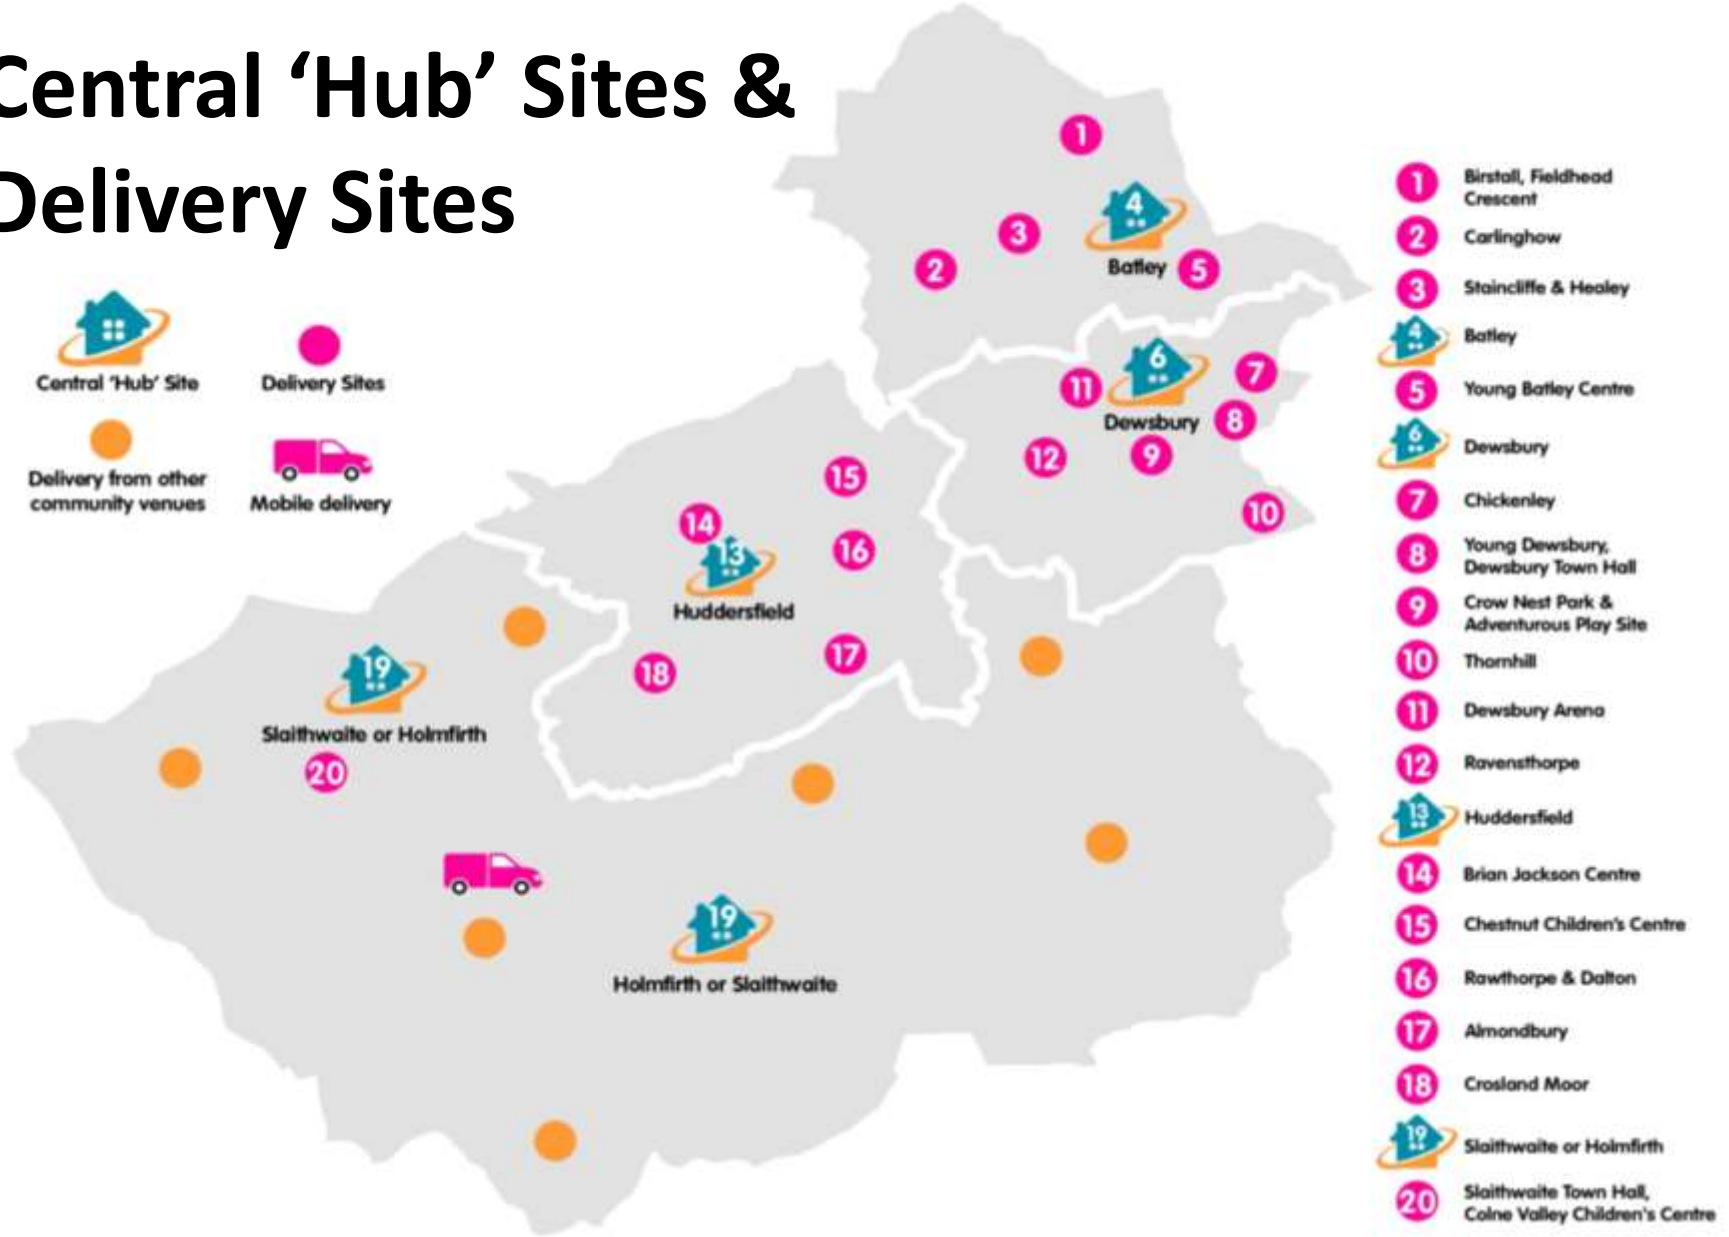 Central ‘Hub’ Sites &
Delivery Sites
Central 'Hub' Site
Delivery Sites
Delivery from other
community venues
Mobile delivery
1
2
3
4
Batley
5
6
Dewsbury
7
8
9
10
11
12
13
Huddersfield
14
15
16
17
18
19
Slaithwaite or Holmfirth
20
19
Holmfirth or Slaithwaite
1 Birstall, Fieldhead
Crescent
2 Carlinghow
3 Staincliffe & Healey
4 Batley
5 Young Batley Centre
6 Dewsbury
7 Chickenley
8 Young Dewsbury,
Dewsbury Town Hall
9 Crow Nest Park &
Adventurous Play Site
10 Thornhill
11 Dewsbury Arena
12 Ravensthorpe
13 Huddersfield
14 Brian Jackson Centre
15 Chestnut Children's Centre
16 Rawthorpe & Dalton
17 Almondbury
18 Crosland Moor
19 Slaithwaite or Holmfirth
20 Slaithwaite Town Hall,
Colne Valley Children's Centre